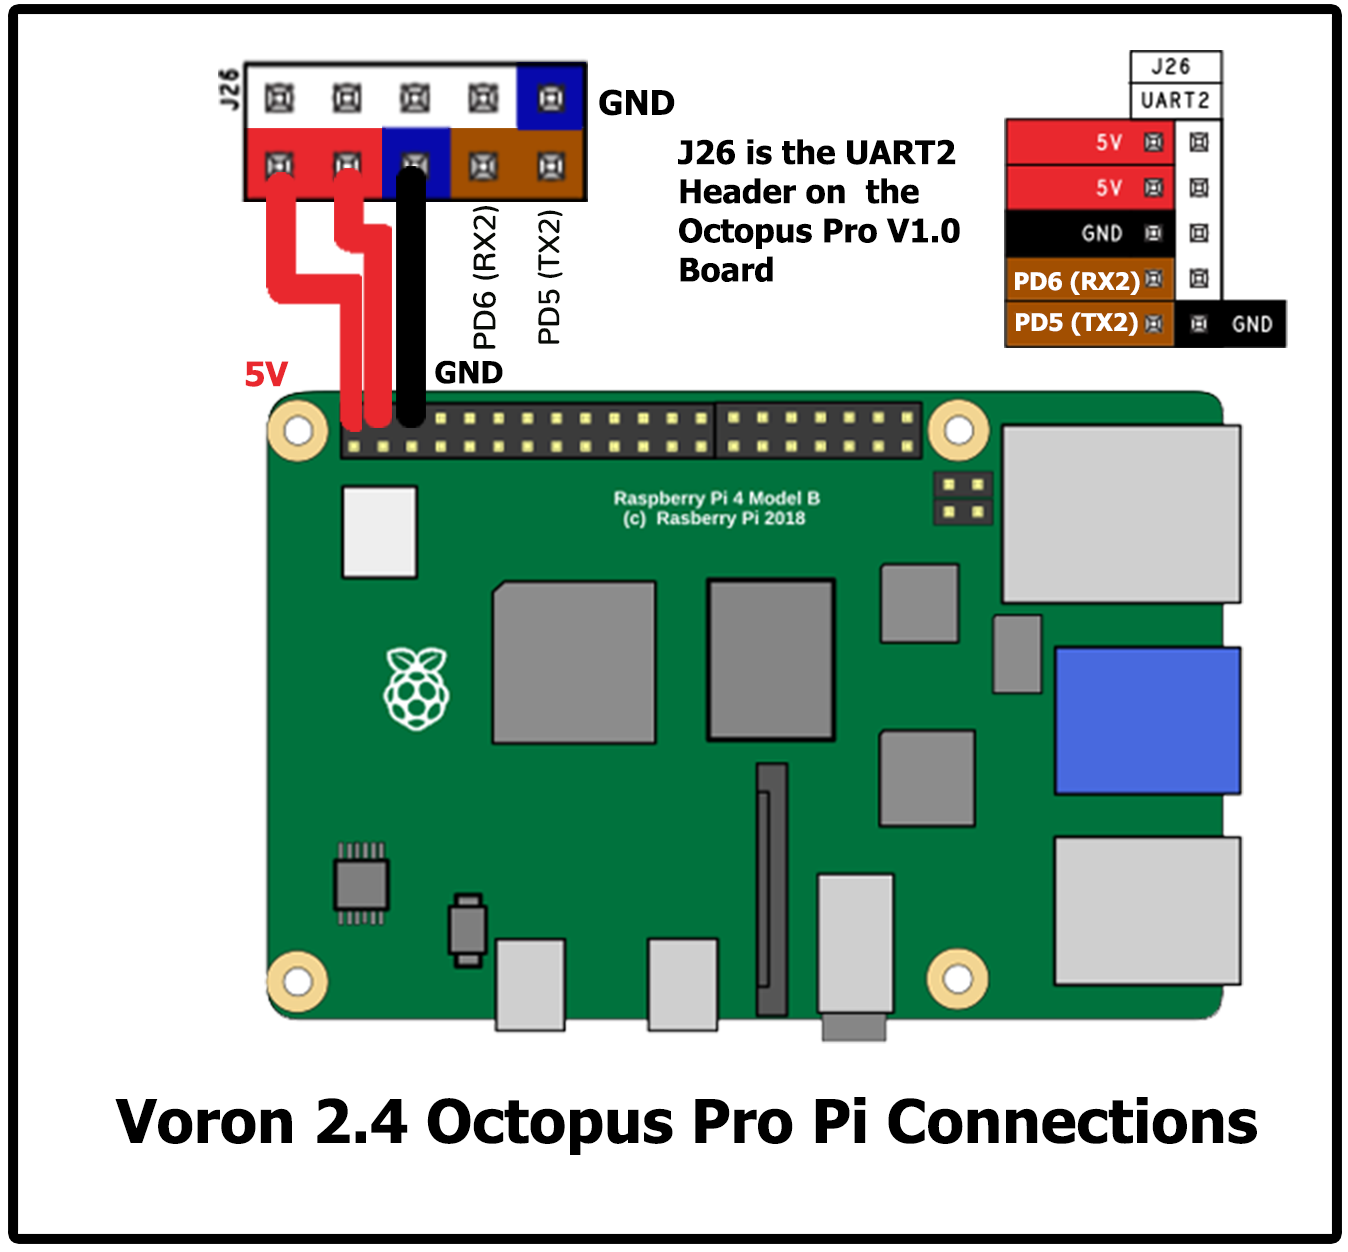 J26
GND
J26 is the UART2
Header on the
Octopus Pro V1.0
Board
PD6 (RX2)
PD5 (TX2)
5V
GND
J26
UART2
5V
5V
GND
PD6 (RX2)
PD5 (TX2)
GND
Raspberry Pi 4 Model B
(c) Rasberry Pi 2018
Voron 2.4 Octopus Pro Pi Connections